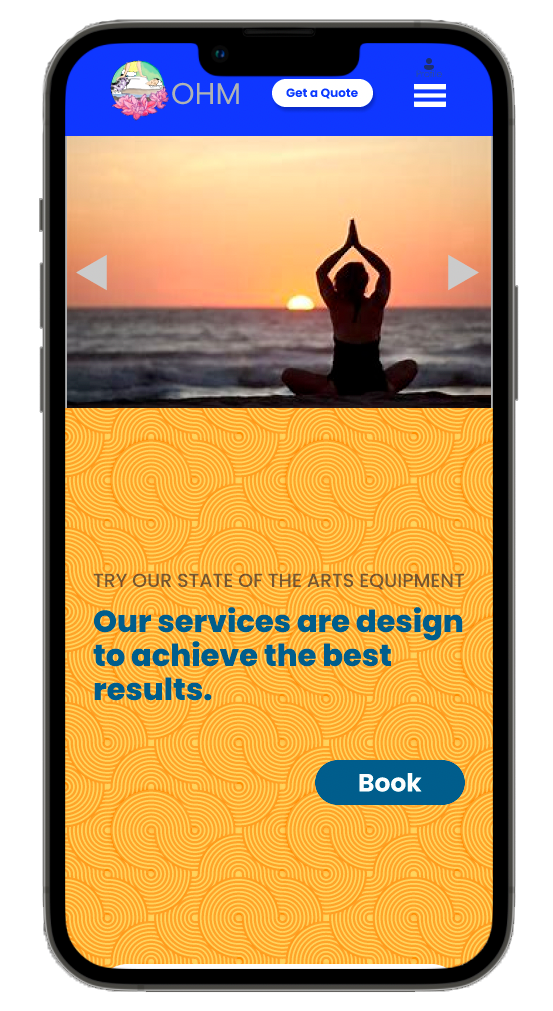 OHM
Get a Quote
TRY OUR STATE OF THE ARTS EQUIPMENT
Our services are design
to achieve the best
results.
Book